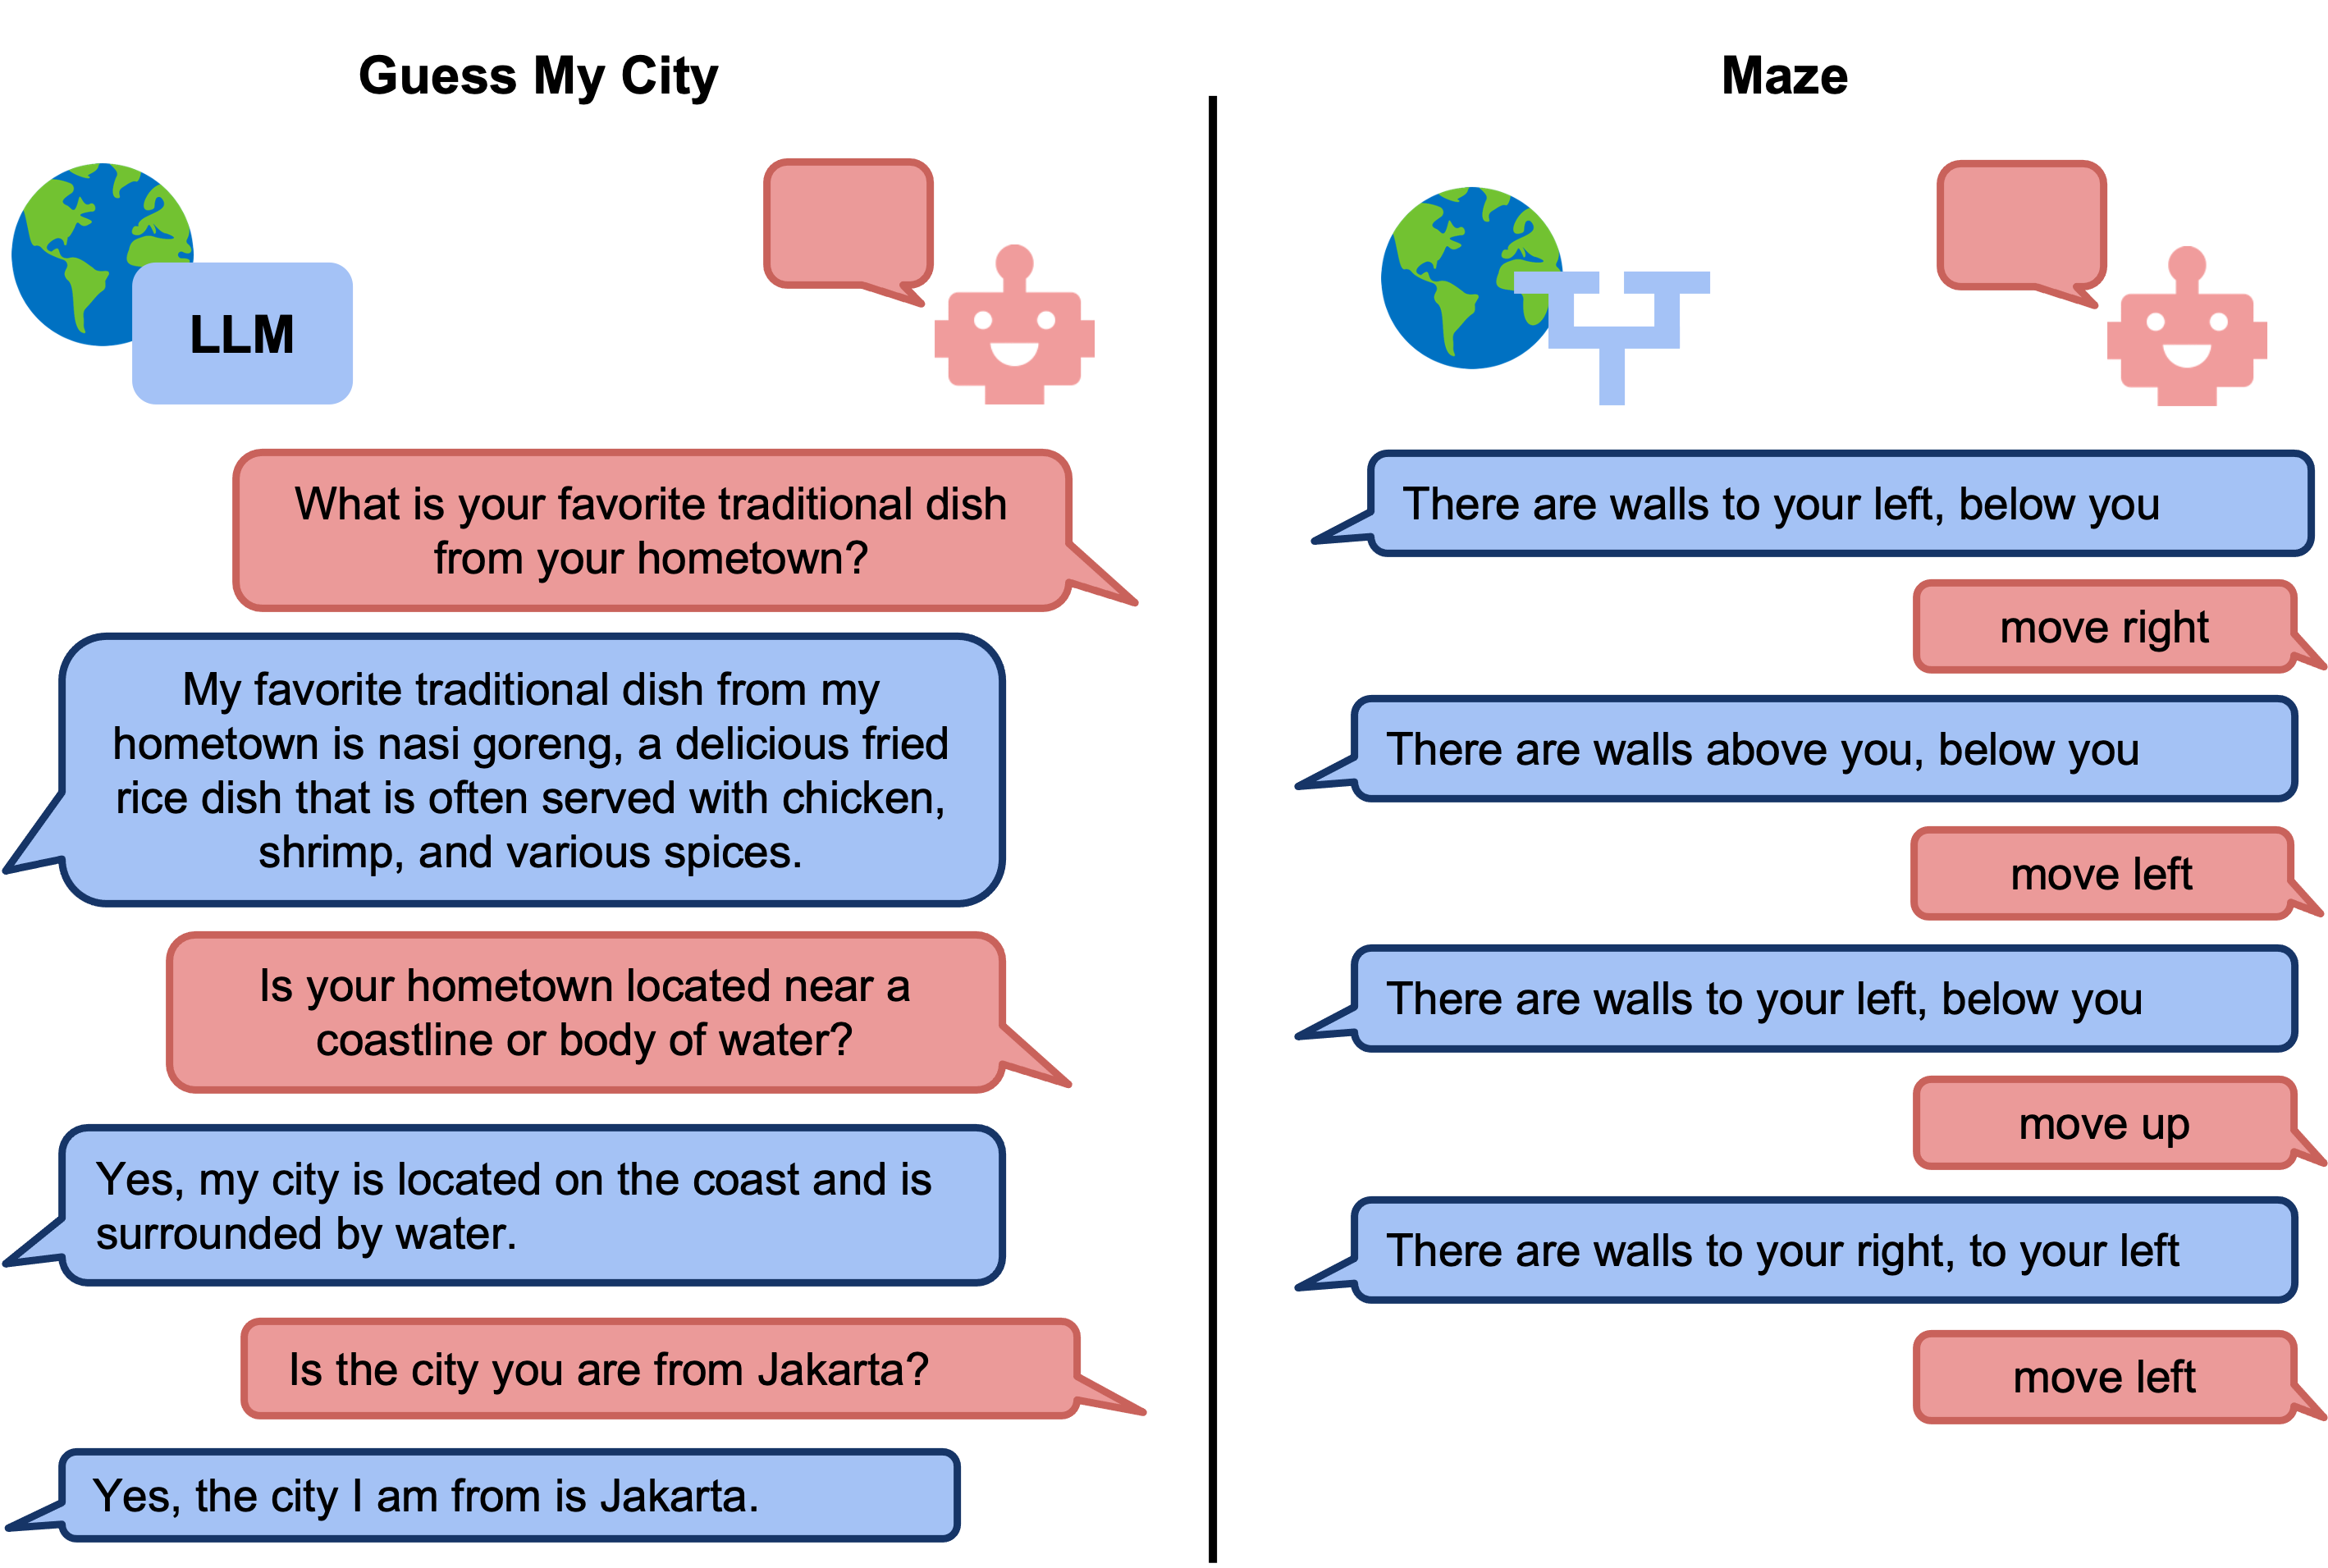 Guess My City
LLM
What is your favorite traditional dish
from your hometown?
My favorite traditional dish from my
hometown is nasi goreng, a delicious fried
rice dish that is often served with chicken,
shrimp, and various spices.
Is your hometown located near a
coastline or body of water?
Yes, my city is located on the coast and is
surrounded by water.
Is the city you are from Jakarta?
Yes, the city I am from is Jakarta.
Maze
There are walls to your left, below you
move right
There are walls above you, below you
move left
There are walls to your left, below you
move up
There are walls to your right, to your left
move left